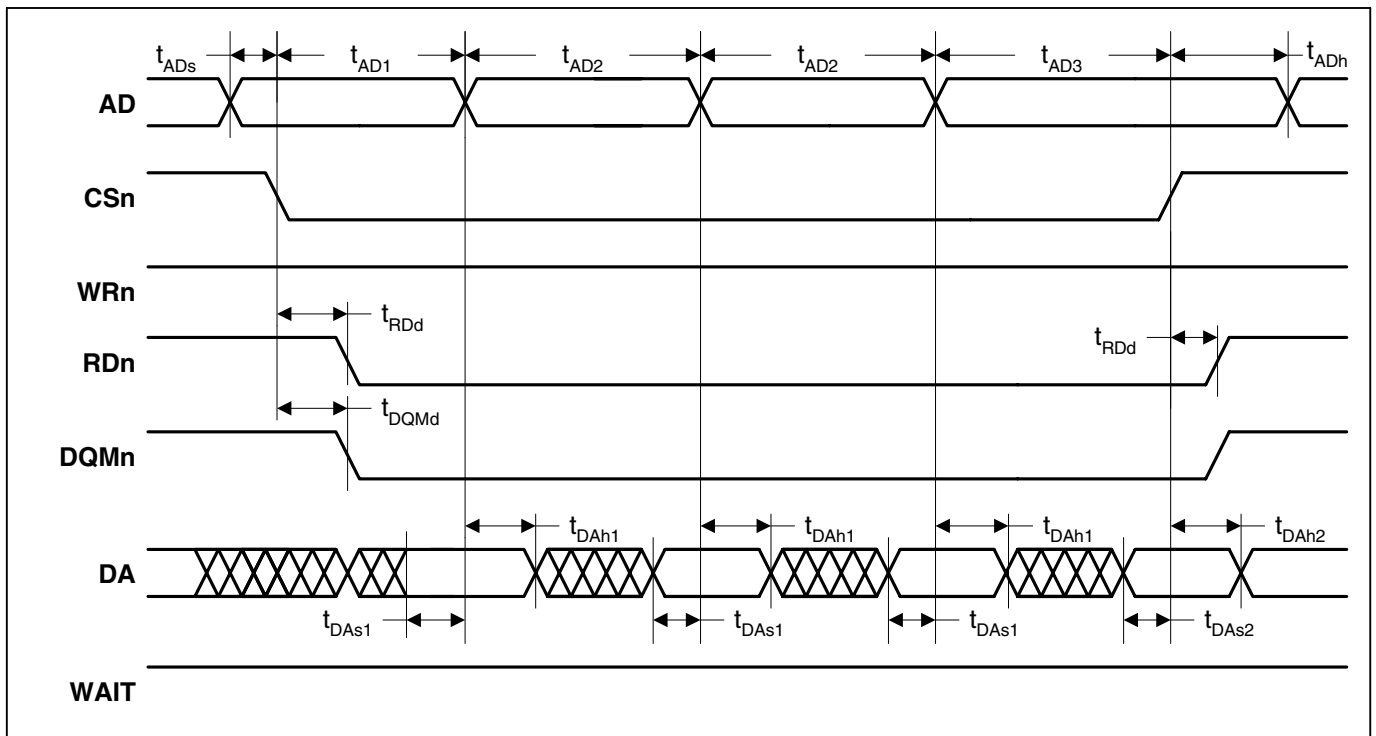 tADs tAD1 tAD2 tAD2 tAD3 tADh
AD
CSn
WRn
tRDd
RDn
tRDd
tDQMd
DQMn
tDAh1 tDAh1 tDAh1 tDAh2
DA
tDAs1 tDAs1 tDAs1 tDAs2
WAIT